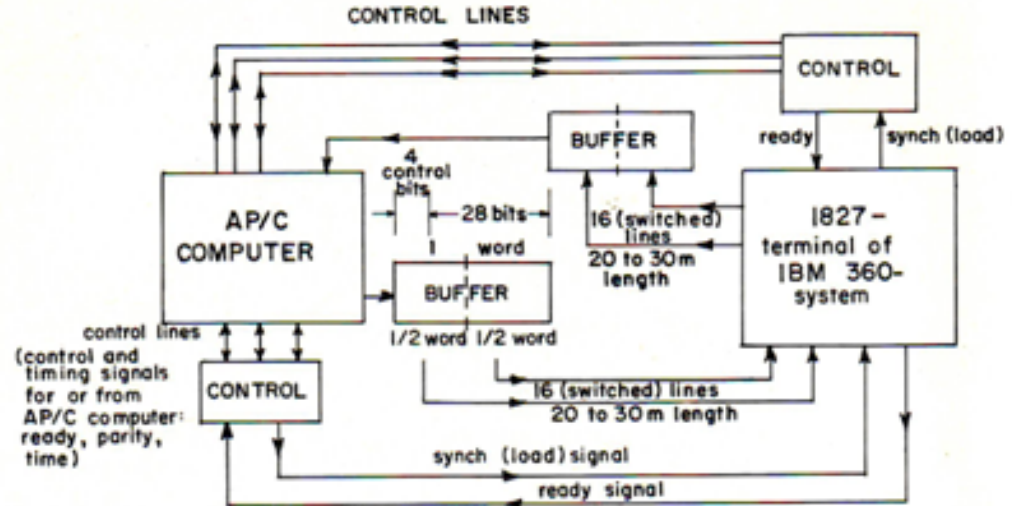 CONTROL LINES
CONTROL
ready
synch (load)
BUFFER
4
control
bits
28 bits
1 word
AP/C
COMPUTER
16 (switched)
lines
20 to 30m
length
1827-
terminal of
IBM 360-
system
BUFFER
1/2 word 1/2 word
control lines
(control and
timing signals
for or from
AP/C computer:
ready, parity,
time)
CONTROL
16 (switched) lines
20 to 30m length
synch (load) signal
ready signal